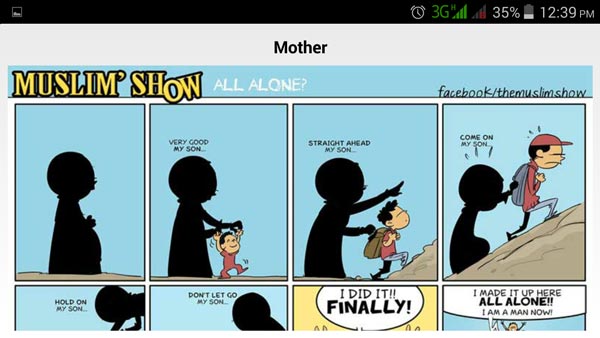 3G H 35% 12:39 PM
Mother
MUSLIM' SHOW ALL ALONE? facebook/themuslimshow
VERY GOOD
MY SON...
STRAIGHT AHEAD
MY SON...
COME ON
MY SON...
HOLD ON
MY SON...
DON'T LET GO
MY SON...
I DID IT!!
FINALLY!
I MADE IT UP HERE
ALL ALONE!!
I AM A MAN NOW!